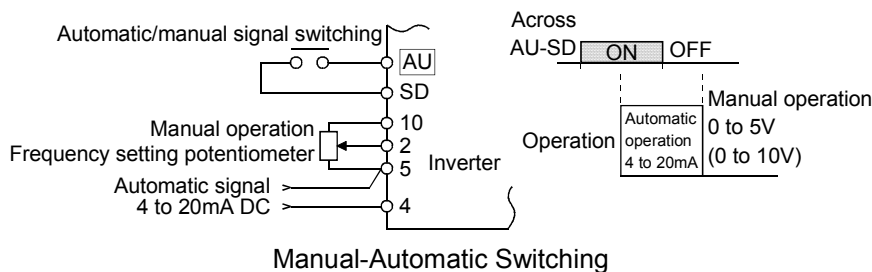 Automatic/manual signal switching
AU
SD
10
Manual operation
2
Frequency setting potentiometer
5
Inverter
Automatic signal
4 to 20mA DC
4
Across
AU-SD
ON
OFF
Operation
Automatic
operation
4 to 20mA
Manual operation
0 to 5V
(0 to 10V)
Manual-Automatic Switching